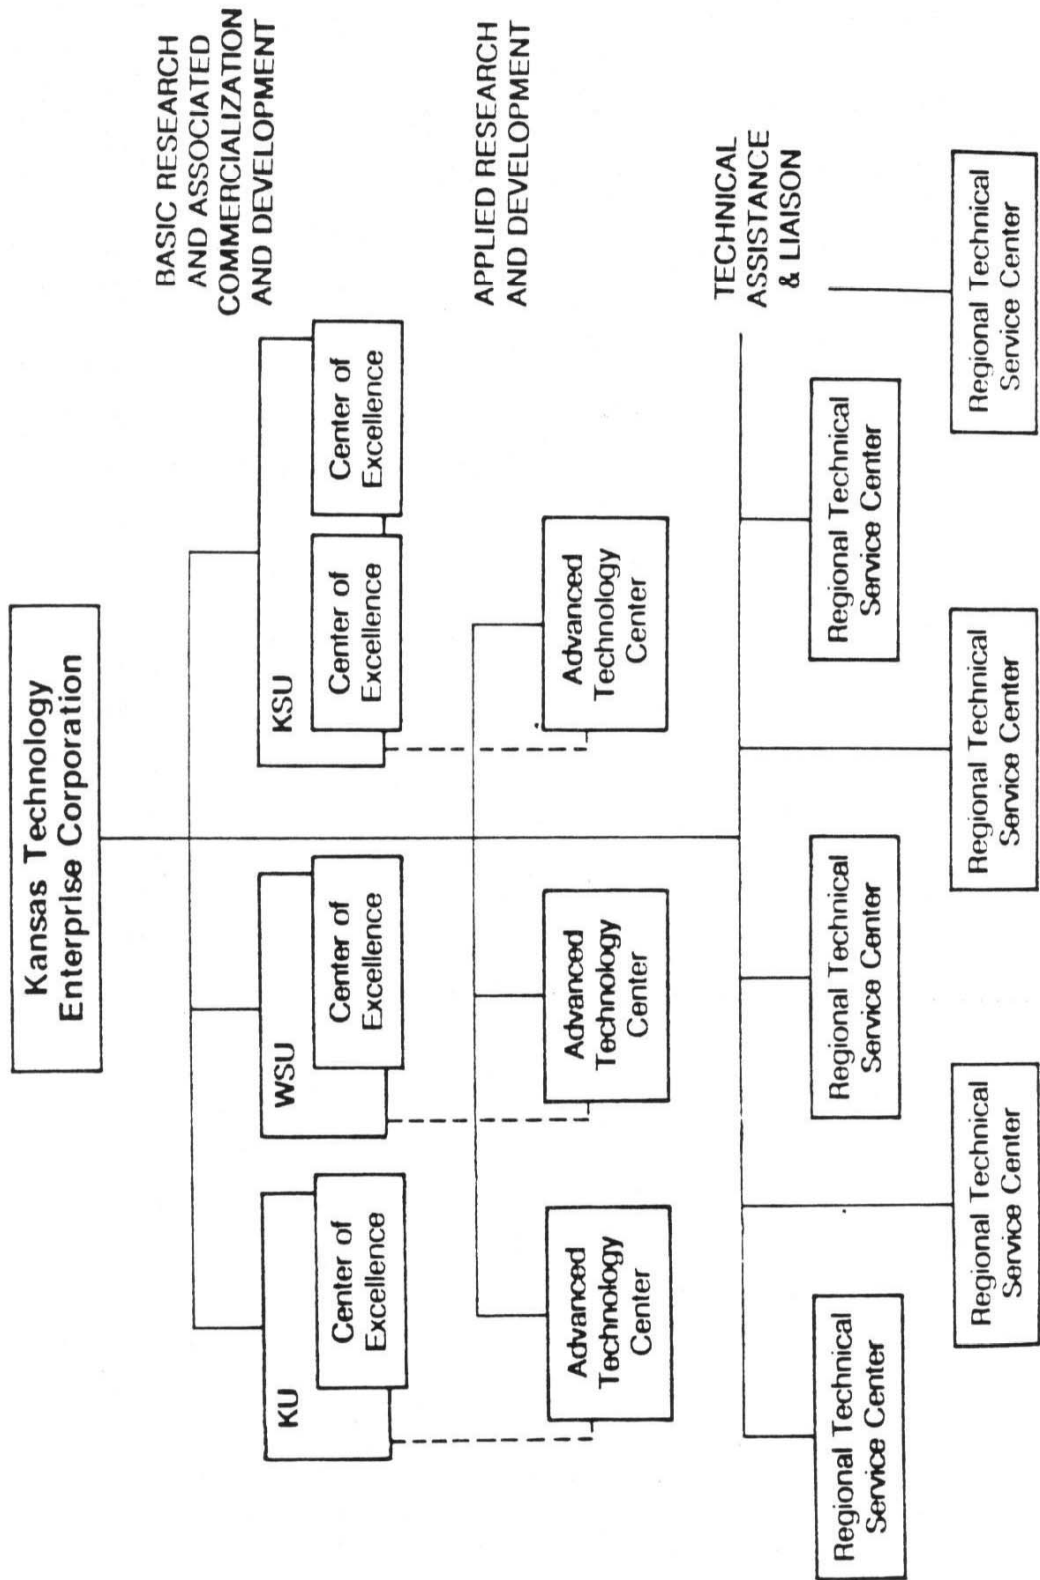 Kansas Technology
Enterprise Corporation
BASIC RESEARCH
AND ASSOCIATED
COMMERCIALIZATION
AND DEVELOPMENT
KU
Center of
Excellence
WSU
Center of
Excellence
KSU
Center of
Excellence
Center of
Excellence
APPLIED RESEARCH
AND DEVELOPMENT
Advanced
Technology
Center
Advanced
Technology
Center
Advanced
Technology
Center
TECHNICAL
ASSISTANCE
& LIAISON
Regional Technical
Service Center
Regional Technical
Service Center
Regional Technical
Service Center
Regional Technical
Service Center
Regional Technical
Service Center
Regional Technical
Service Center